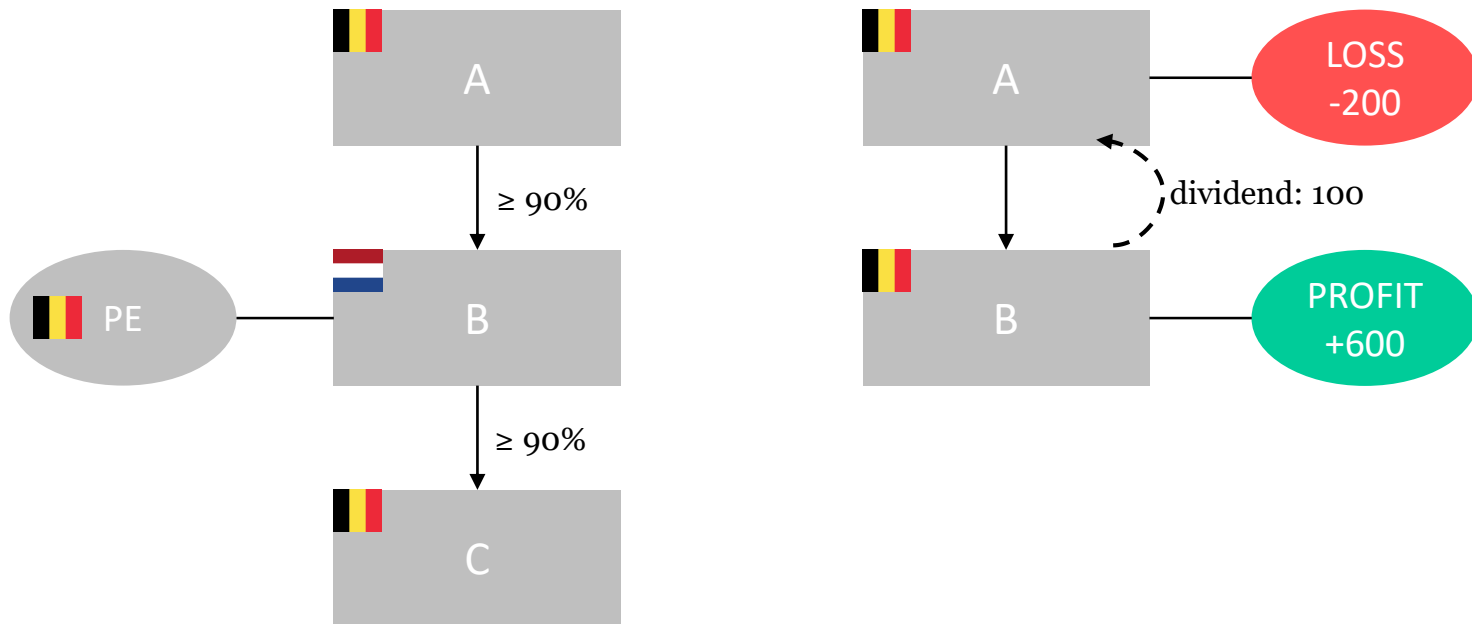 A
≥ 90%
PE
B
≥ 90%
C
A
LOSS
-200
dividend: 100
B
PROFIT
+600